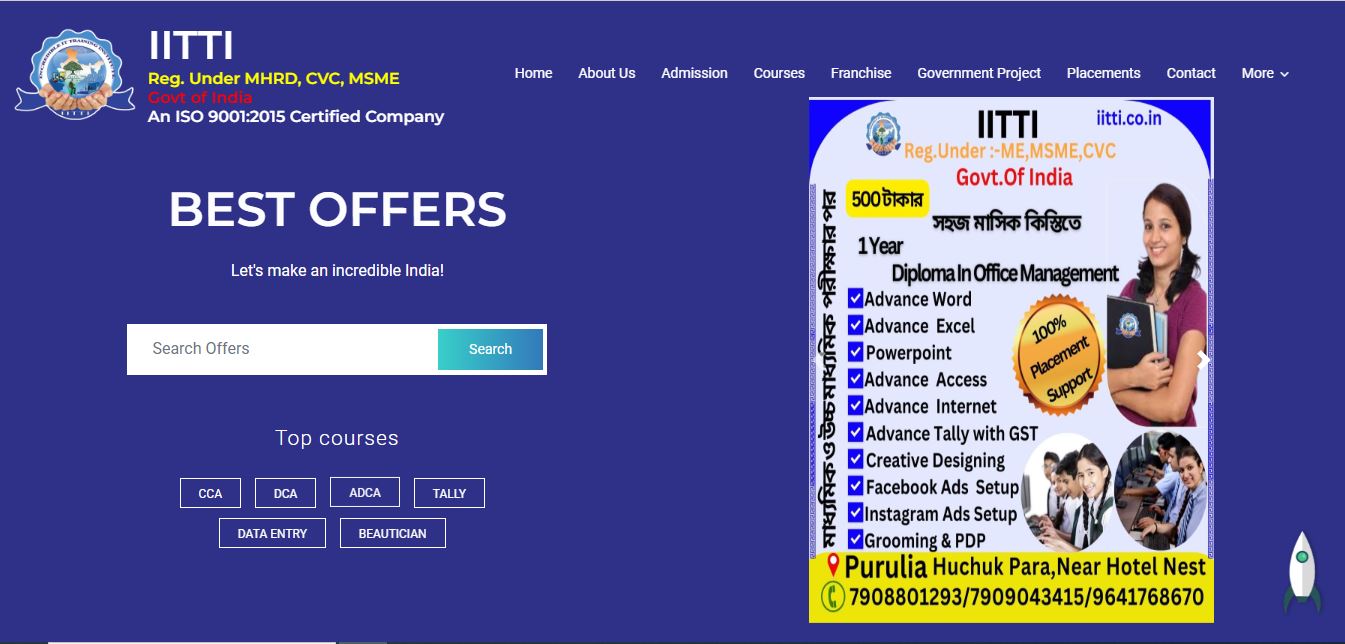 IITTI
Reg. Under MHRD, CVC, MSME
Govt of India
An ISO 9001:2015 Certified Company
Home About Us Admission Courses Franchise Government Project Placements Contact More
BEST OFFERS
Let's make an incredible India!
Search Offers Search
Top courses
CCA DCA ADCA TALLY
DATA ENTRY BEAUTICIAN
IITTI
iitti.co.in
Reg.Under :-ME,MSME,CVC
Govt.Of India
500 টাকার
সহজ মাসিক কিস্তিতে
1 Year
Diploma In Office Management
মাধ্যমিক ও উচ্চমাধ্যমিক পরীক্ষার পর
Advance Word
Advance Excel
Powerpoint
Advance Access
Advance Internet
Advance Tally with GST
Creative Designing
Facebook Ads Setup
Instagram Ads Setup
Grooming & PDP
100%
Placement
Support
Purulia Huchuk Para,Near Hotel Nest
7908801293/7909043415/9641768670